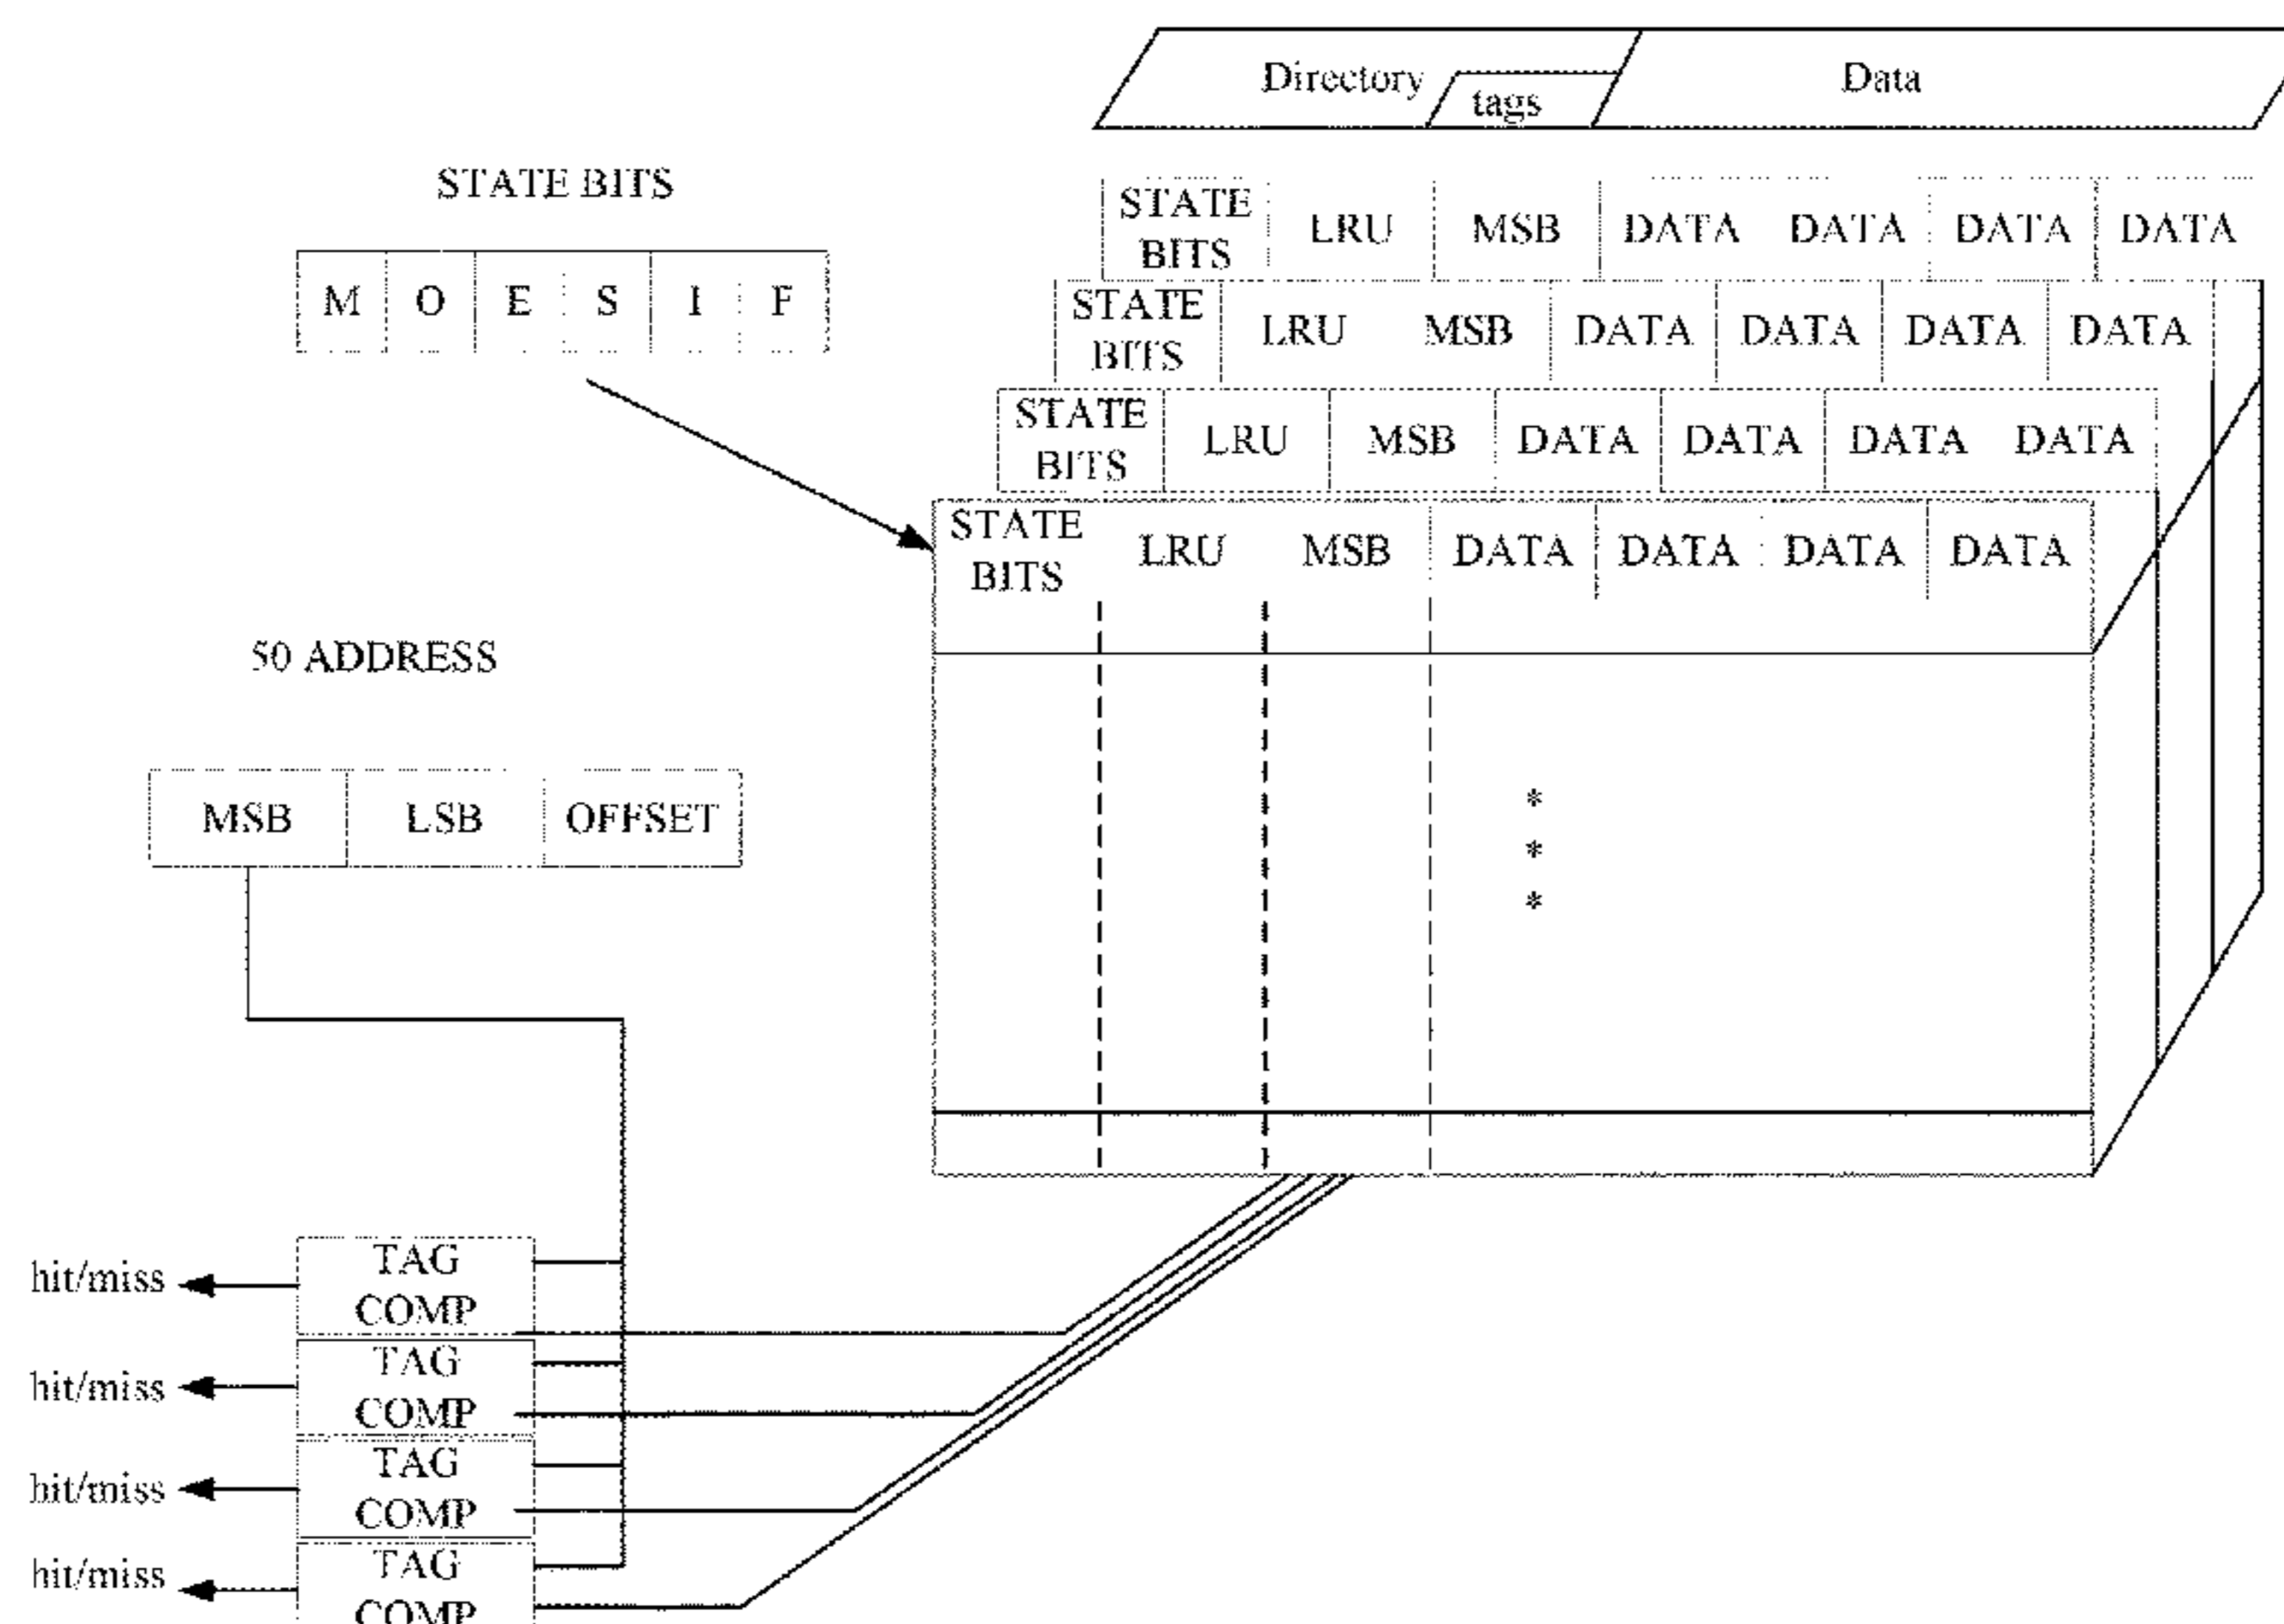 Directory
tags
Data
STATE BITS
M O E S I F
STATE
BITS
LRU MSB DATA DATA DATA DATA
STATE
BITS
LRU MSB DATA DATA DATA DATA
STATE
BITS
LRU MSB DATA DATA DATA DATA
STATE
BITS
LRU MSB DATA DATA DATA DATA
50 ADDRESS
MSB LSB OFFSET
*
*
*
hit/miss
TAG
COMP
hit/miss
TAG
COMP
hit/miss
TAG
COMP
hit/miss
TAG
COMP